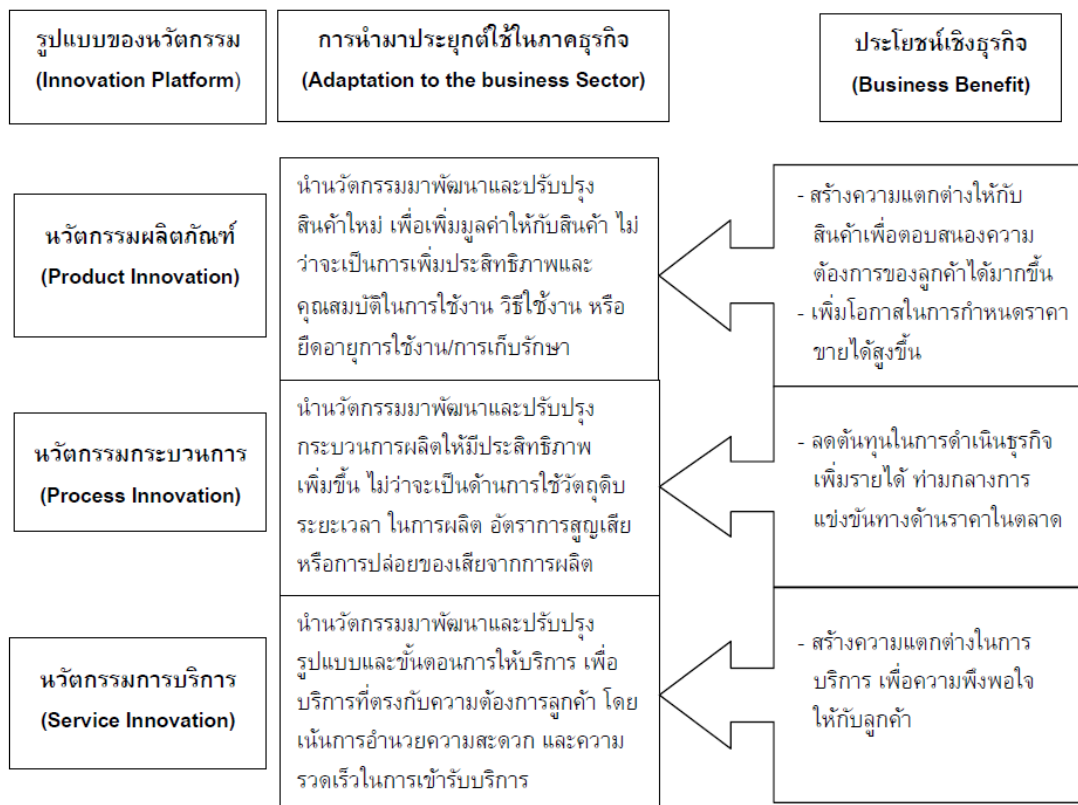 รูปแบบของนวัตกรรม
(Innovation Platform)
การนำมาประยุกต์ใช้ในภาคธุรกิจ
(Adaptation to the business Sector)
ประโยชน์เชิงธุรกิจ
(Business Benefit)
นวัตกรรมผลิตภัณฑ์
(Product Innovation)
นำนวัตกรรมมาพัฒนาและปรับปรุง
สินค้าใหม่ เพื่อเพิ่มมูลค่าให้กับสินค้า ไม่
ว่าจะเป็นการเพิ่มประสิทธิภาพและ
คุณสมบัติในการใช้งาน วิธีใช้งาน หรือ
ยืดอายุการใช้งาน/การเก็บรักษา
- สร้างความแตกต่างให้กับ
สินค้าเพื่อตอบสนองความ
ต้องการของลูกค้าได้มากขึ้น
- เพิ่มโอกาสในการกำหนดราคา
ขายได้สูงขึ้น
นวัตกรรมกระบวนการ
(Process Innovation)
นำนวัตกรรมมาพัฒนาและปรับปรุง
กระบวนการผลิตให้มีประสิทธิภาพ
เพิ่มขึ้น ไม่ว่าจะเป็นด้านการใช้วัตถุดิบ
ระยะเวลา ในการผลิต อัตราการสูญเสีย
หรือการปล่อยของเสียจากการผลิต
- ลดต้นทุนในการดำเนินธุรกิจ
เพิ่มรายได้ ท่ามกลางการ
แข่งขันทางด้านราคาในตลาด
นวัตกรรมการบริการ
(Service Innovation)
นำนวัตกรรมมาพัฒนาและปรับปรุง
รูปแบบและขั้นตอนการให้บริการ เพื่อ
บริการที่ตรงกับความต้องการลูกค้า โดย
เน้นการอำนวยความสะดวก และความ
รวดเร็วในการเข้ารับบริการ
- สร้างความแตกต่างในการ
บริการ เพื่อความพึงพอใจ
ให้กับลูกค้า